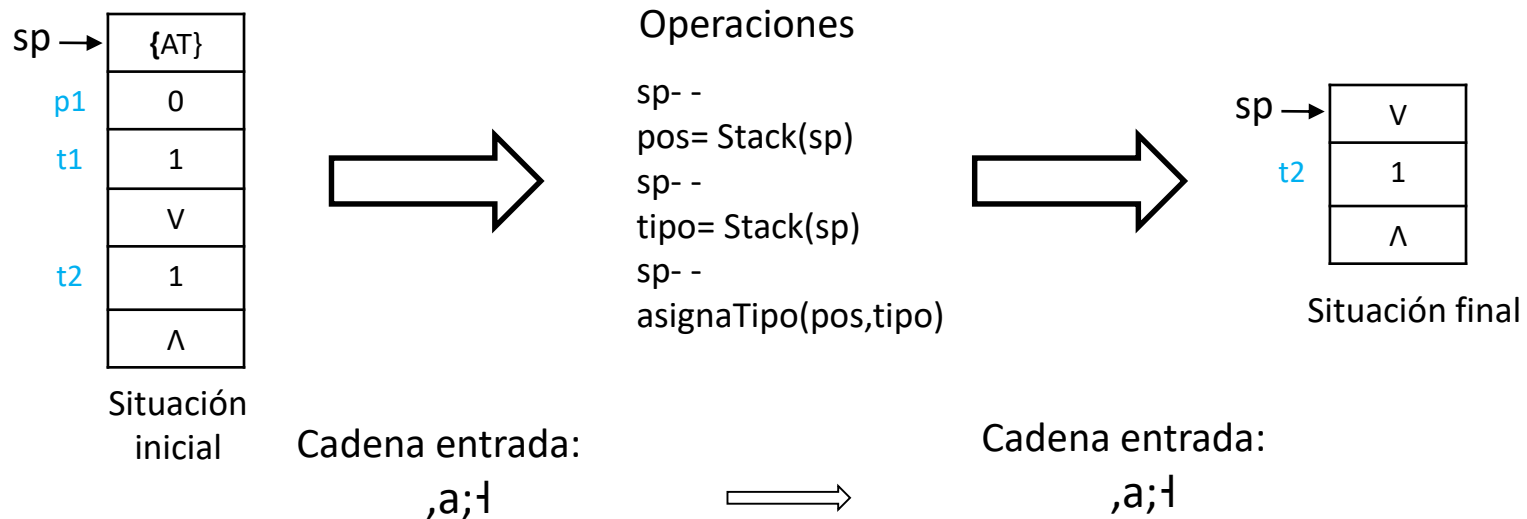 sp
{AT}
p1
0
t1
1
V
t2
1
Λ
Situación
inicial
Operaciones
sp- -
pos= Stack(sp)
sp- -
tipo= Stack(sp)
sp- -
asignaTipo(pos,tipo)
sp
V
t2
1
Λ
Situación final
Cadena entrada:
,a;┤
Cadena entrada:
,a;┤